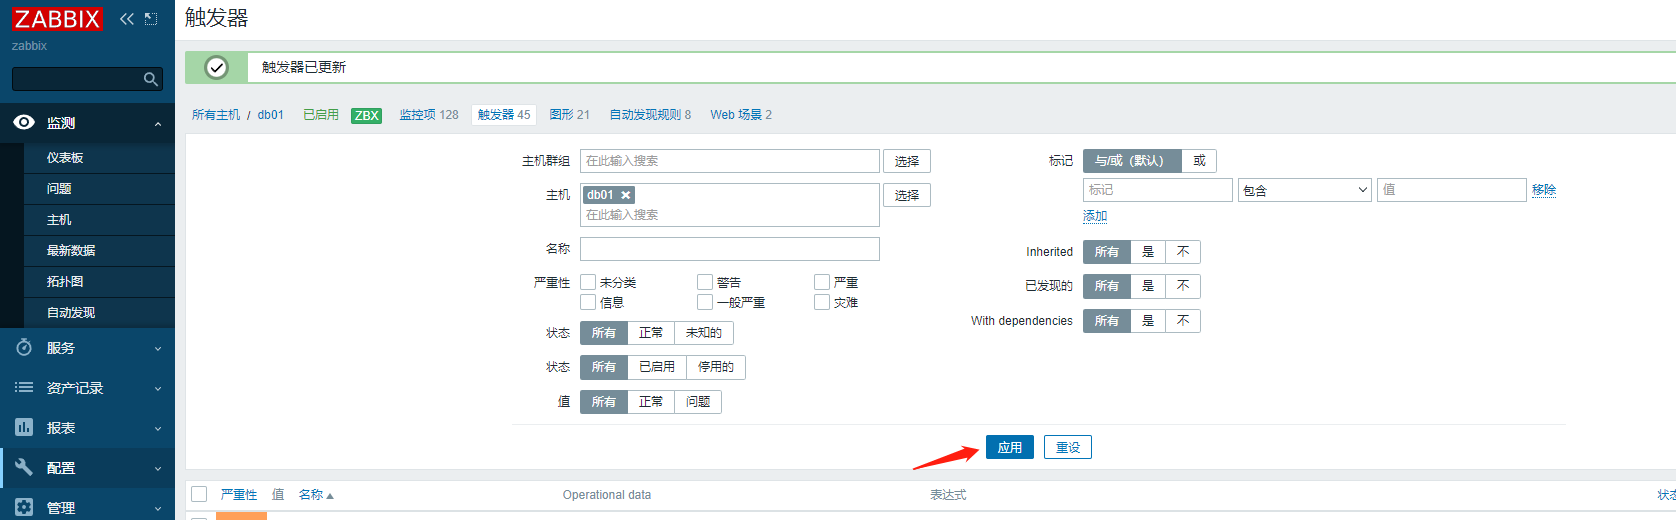 ZABBIX
zabbix
监测
仪表板
问题
主机
最新数据
拓扑图
自动发现
服务
资产记录
报表
配置
管理
触发器
触发器已更新
所有主机 / db01 已启用 ZBX 监控项 128 触发器 45 图形 21 自动发现规则 8 Web 场景 2
主机群组 在此输入搜索 选择
主机 db01 选择
在此输入搜索
名称
严重性 未分类 警告 严重
信息 一般严重 灾难
状态 所有 正常 未知的
状态 所有 已启用 停用的
值 所有 正常 问题
标记 与/或（默认） 或
标记 包含 值 移除
添加
Inherited 所有 是 不
已发现的 所有 是 不
With dependencies 所有 是 不
应用 重设
严重性 值 名称 Operational data 表达式